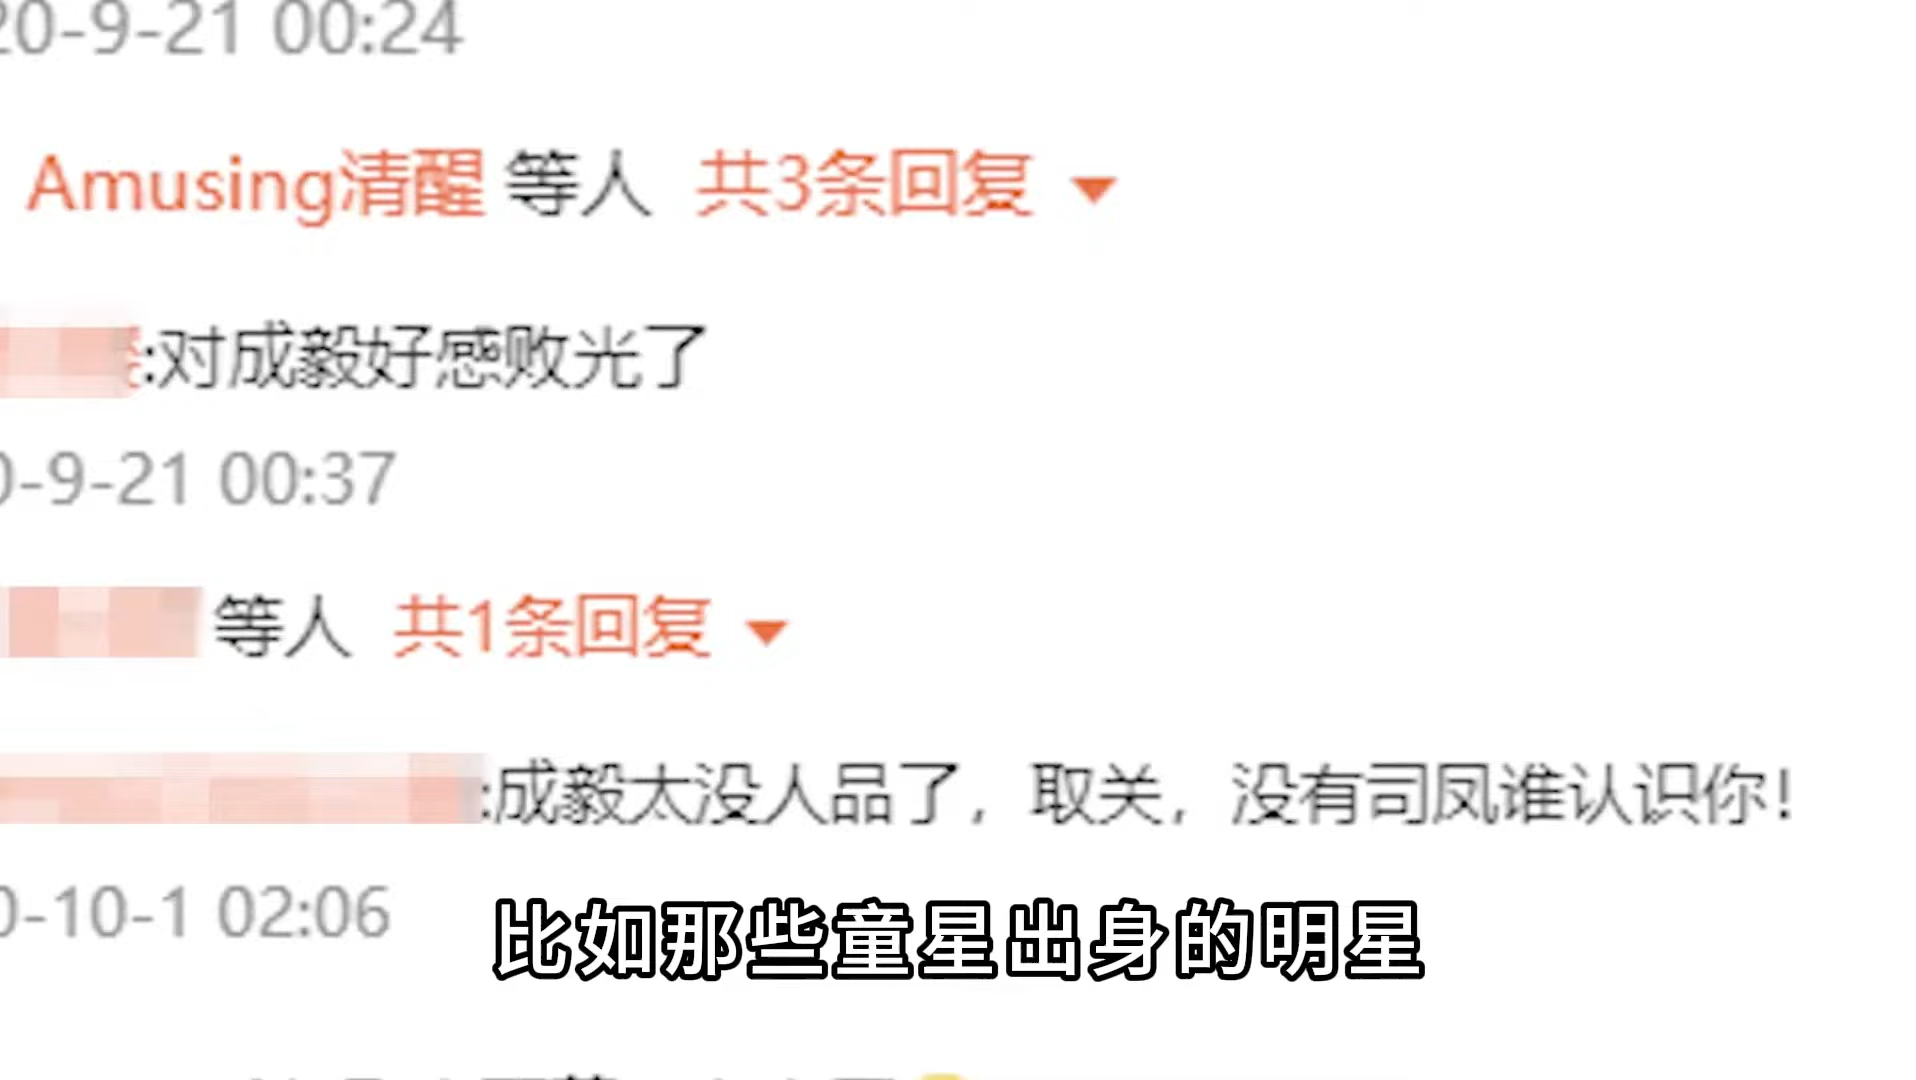 20-9-21 00:24
Amusing清醒 等人 共3条回复
:对成毅好感败光了
0-9-21 00:37
等人 共1条回复
:成毅太没人品了，取关，没有司凤谁认识你！
0-10-1 02:06
比如那些童星出身的明星